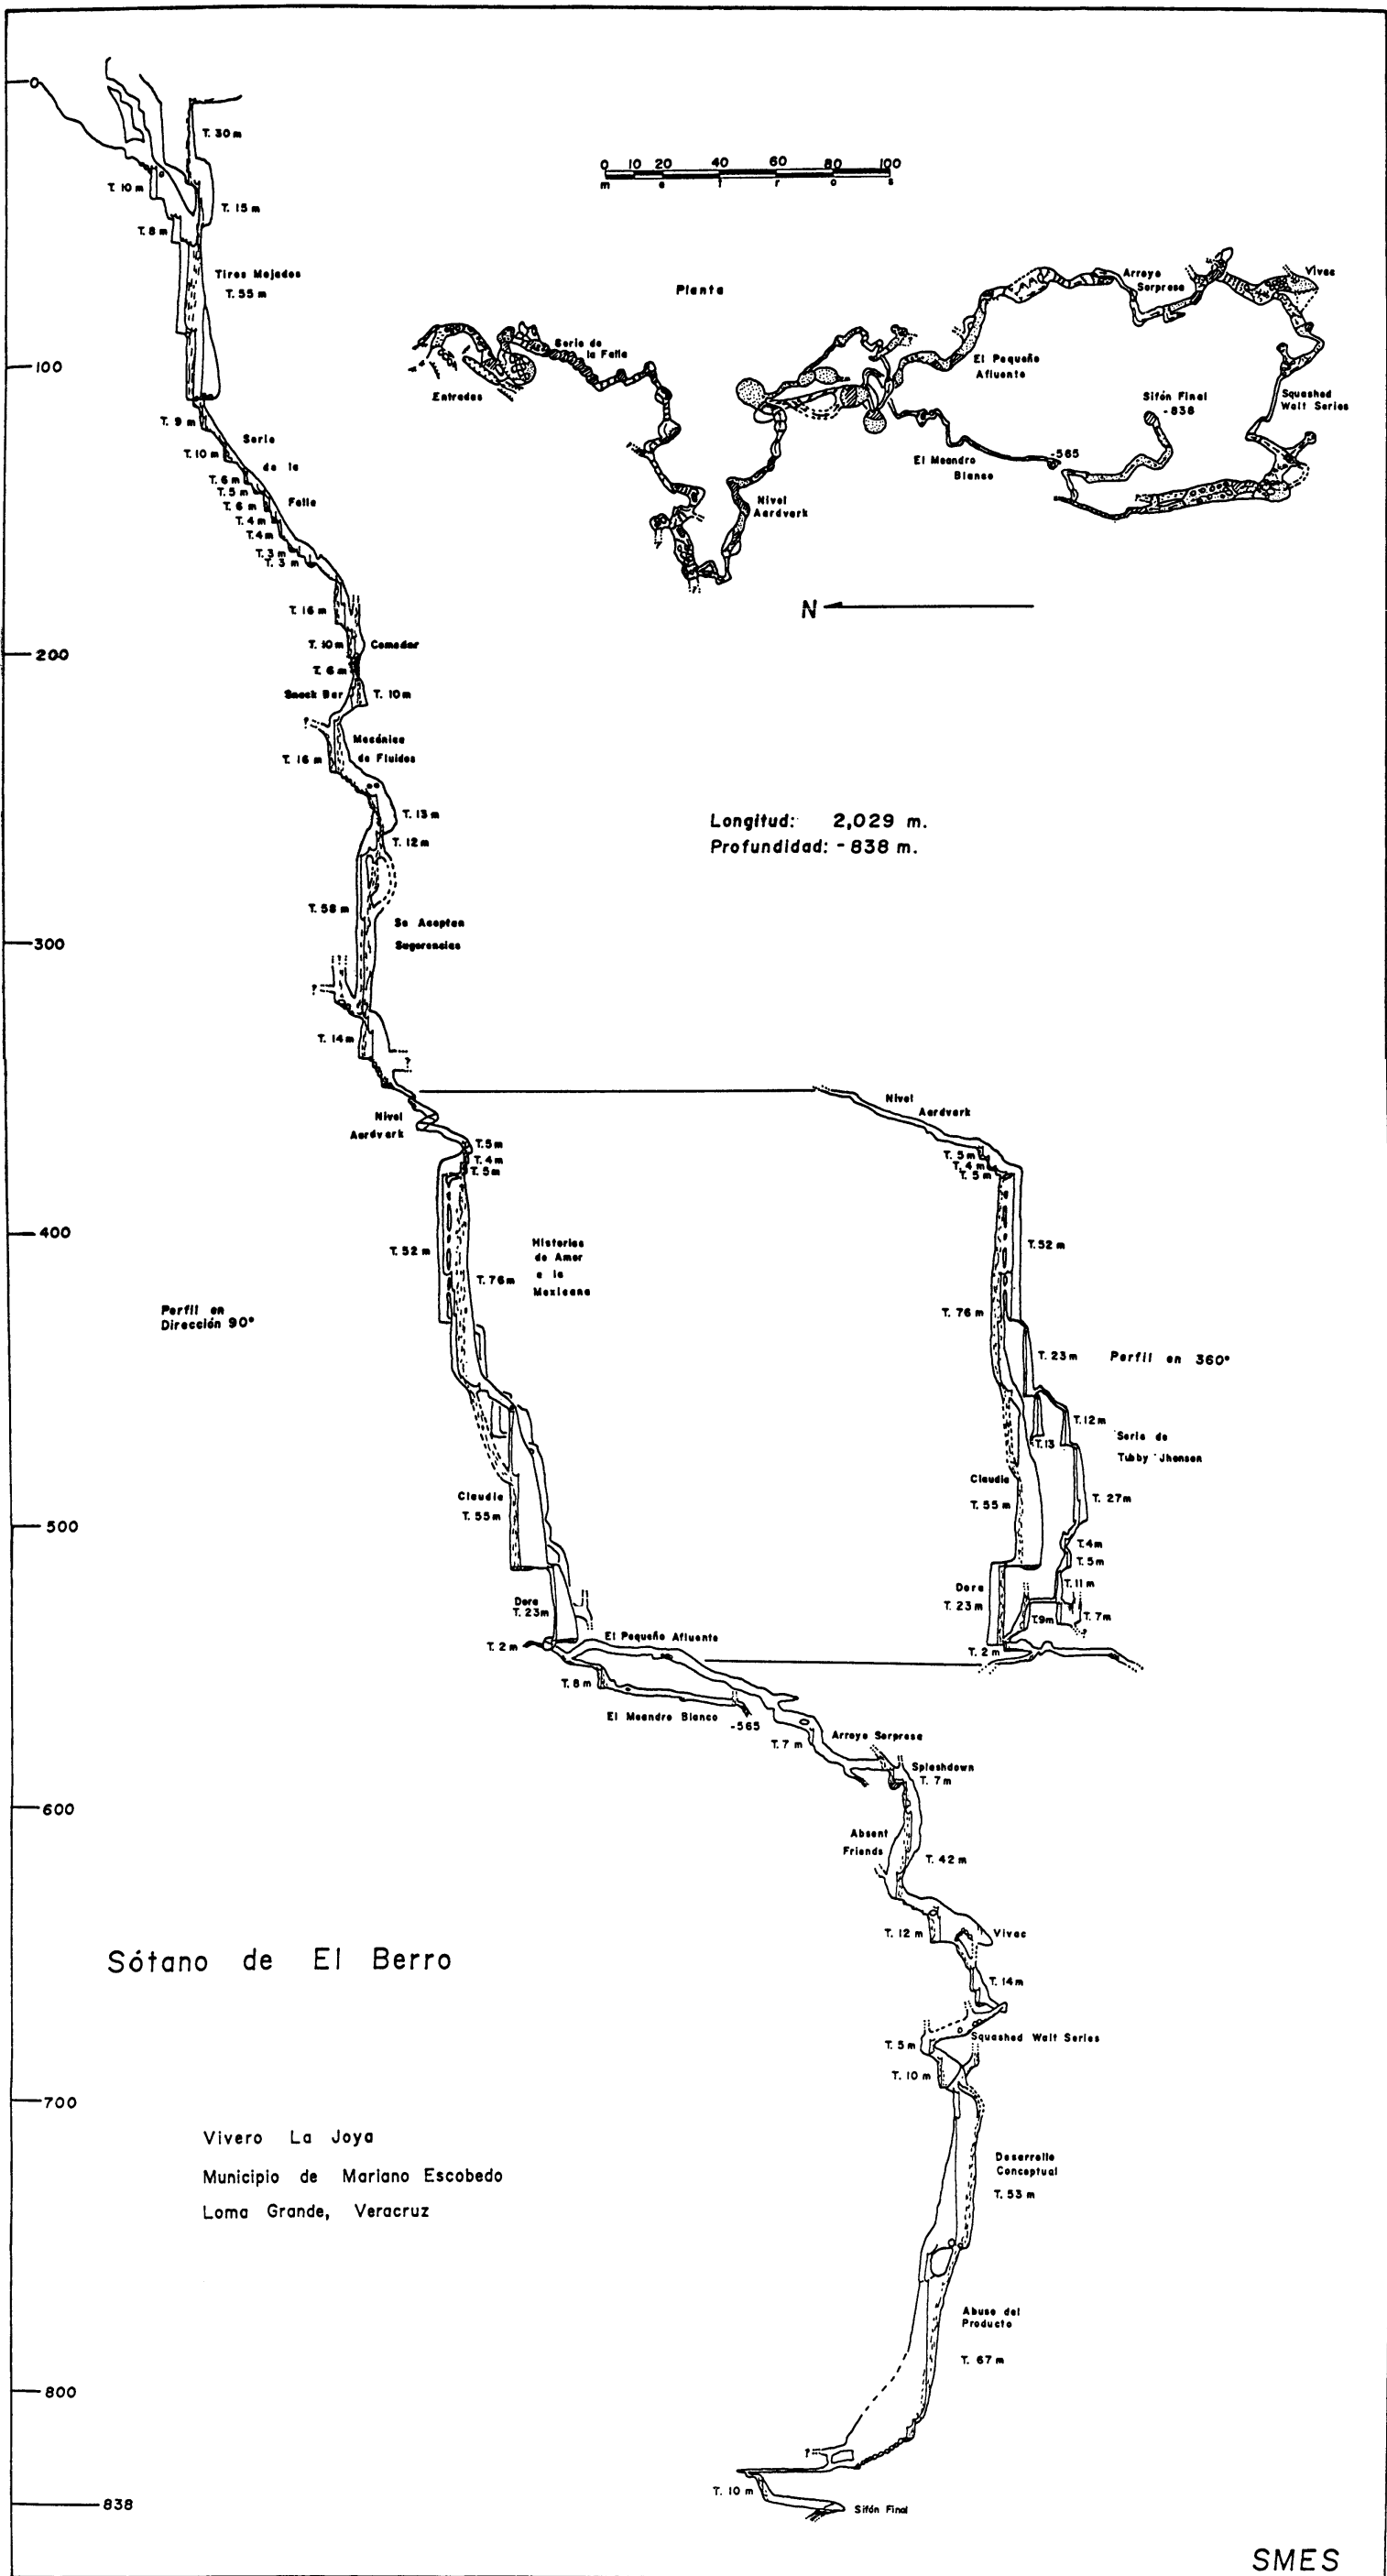 0
T. 30 m
T. 10 m
T. 15 m
T. 8 m
Tiros Mojados
T. 55 m
100
T. 9 m
Serie
de la
Falla
T. 10 m
T. 6 m
T. 5 m
T. 6 m
T. 4 m
T. 4 m
T. 3 m
T. 3 m
T. 16 m
T. 10 m
Comedor
200
T. 6 m
Snack Bar
T. 10 m
?
Mecánica
de Fluidos
T. 16 m
T. 13 m
T. 12 m
T. 58 m
Se Aceptan
Sugerencias
300
?
T. 14 m
?
Nivel
Aardvark
T. 5 m
T. 4 m
T. 5 m
400
T. 52 m
Historias
de Amor
a la
Mexicana
T. 76 m
Perfil en
Dirección 90°
Claudia
T. 55 m
500
Dora
T. 23 m
T. 2 m
El Pequeño Afluente
T. 8 m
El Meandro Blanco
-565
T. 7 m
Arroyo Sorpresa
Splashdown
T. 7 m
600
Absent
Friends
T. 42 m
T. 12 m
Vivac
T. 14 m
Squashed Walt Series
T. 5 m
T. 10 m
700
Desarrollo
Conceptual
T. 53 m
Abuso del
Producto
T. 67 m
800
?
T. 10 m
Sifón Final
838
0 10 20 40 60 80 100
m e t r o s
Planta
Entradas
Serie de
la Falla
?
?
Nivel
Aardvark
El Pequeño
Afluente
Arroyo
Sorpresa
Vivac
Squashed
Walt Series
Sifón Final
-838
El Meandro
Blanco
-565
N
Longitud: 2,029 m.
Profundidad: -838 m.
Nivel
Aardvark
T. 5 m
T. 4 m
T. 5 m
T. 52 m
T. 76 m
T. 23 m
Perfil en 360°
T. 12 m
T. 13
Serie de
Tubby Jhonson
Claudia
T. 55 m
T. 27 m
T. 4 m
T. 5 m
T. 11 m
Dora
T. 23 m
T. 9m
T. 7 m
?
T. 2 m
Sótano de El Berro
Vivero La Joya
Municipio de Mariano Escobedo
Loma Grande, Veracruz
SMES